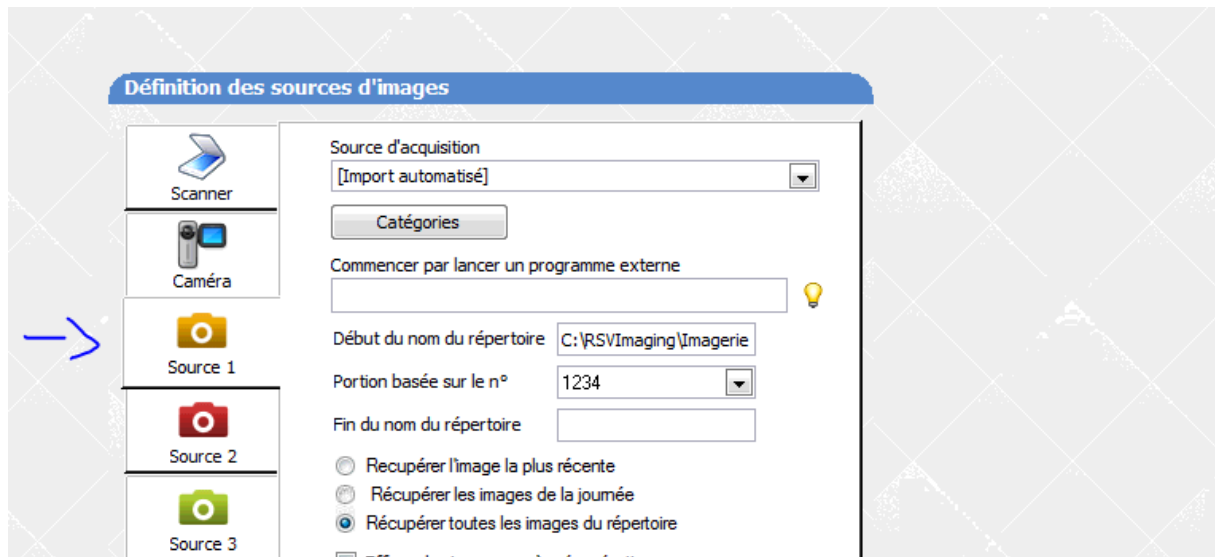 Définition des sources d'images
Scanner
Caméra
Source 1
Source 2
Source 3
Source d'acquisition
[Import automatisé]
Catégories
Commencer par lancer un programme externe
Début du nom du répertoire C:\RSVImaging\Imagerie
Portion basée sur le n° 1234
Fin du nom du répertoire
Recupérer l'image la plus récente
Récupérer les images de la journée
Récupérer toutes les images du répertoire